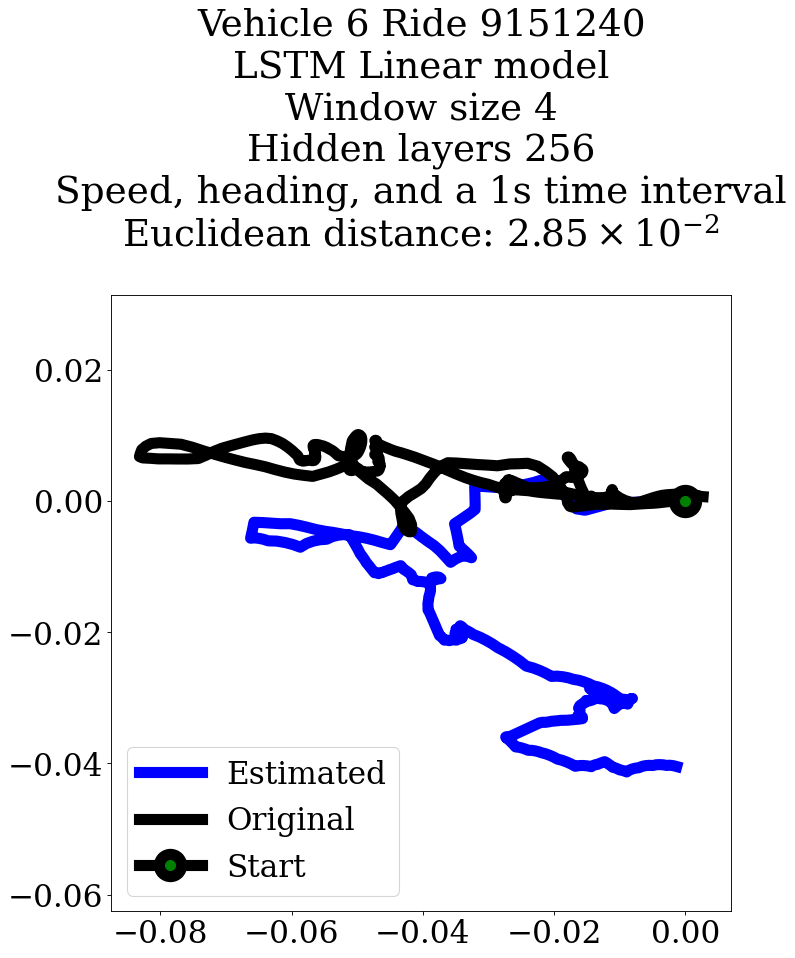 Vehicle 6 Ride 9151240
LSTM Linear model
Window size 4
Hidden layers 256
Speed, heading, and a 1s time interval
Euclidean distance: 2.85 × 10⁻²
0.02
0.00
−0.02
−0.04
−0.06
Estimated
Original
Start
−0.08 −0.06 −0.04 −0.02 0.00